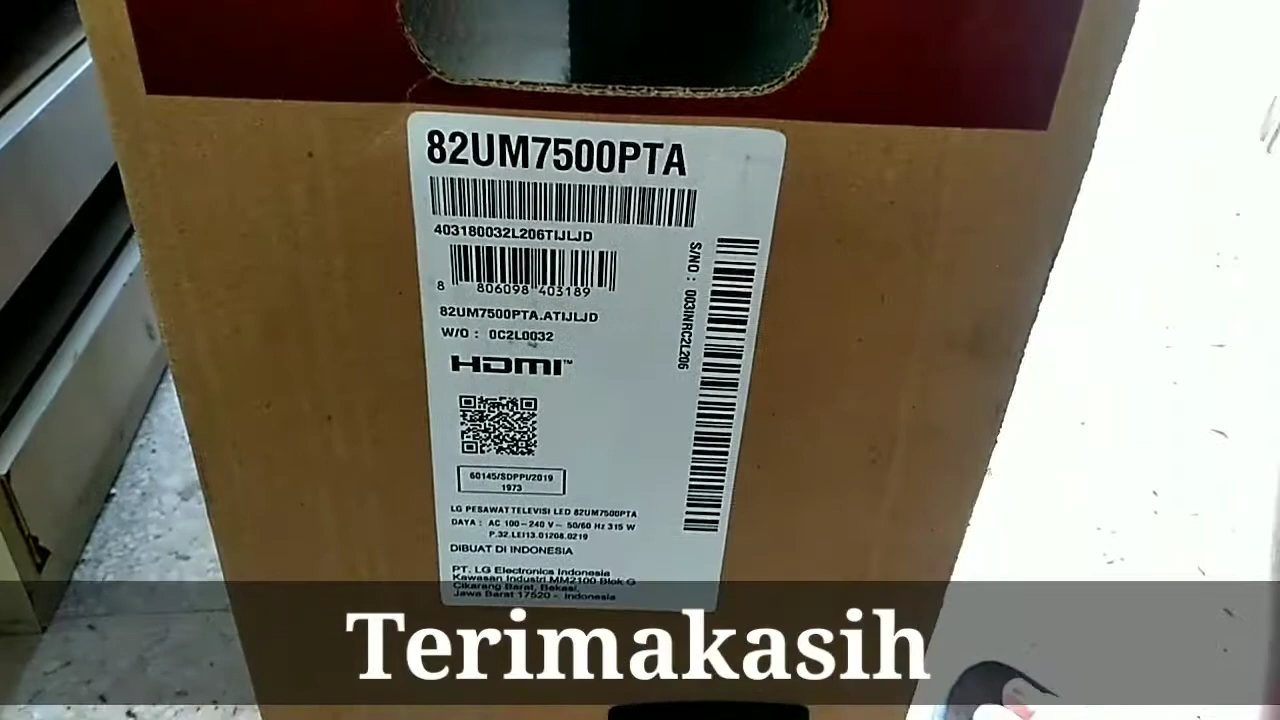 82UM7500PTA
403180032L206TIJLJD
8 806098 403189
82UM7500PTA.ATIJLJD
W/O : 0C2L0032
S/NO : 003INRC2L206
HDMI™
60145/SDPPI/2019
1973
LG PESAWAT TELEVISI LED 82UM7500PTA
DAYA : AC 100-240 V~ 50/60 Hz 315 W
P.32.LEI13.01208.0219
DIBUAT DI INDONESIA
PT. LG Electronics Indonesia
Kawasan Industri MM2100 Blok G
Cikarang Barat, Bekasi,
Jawa Barat 17520 - Indonesia
Terimakasih